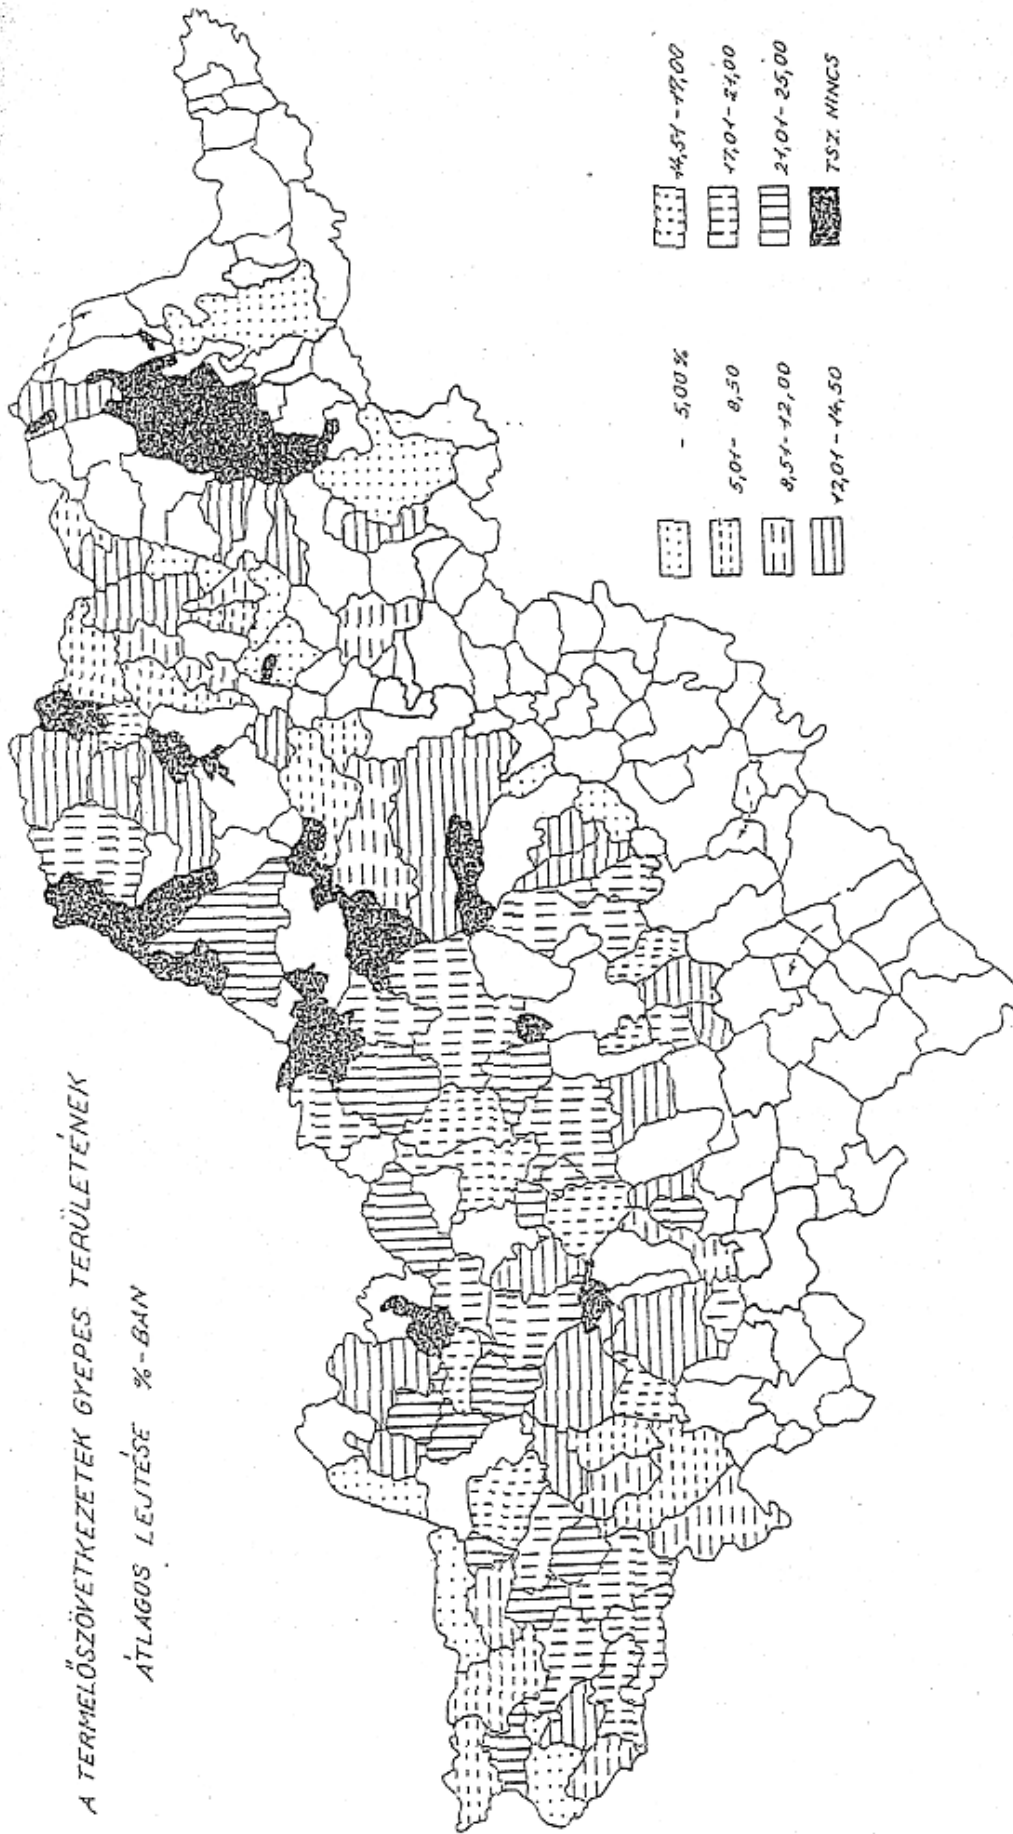 A TERMELŐSZÖVETKEZETEK GYEPES TERÜLETÉNEK
ÁTLAGOS LEJTÉSE %-BAN
- 5,00 %
5,01 - 8,50
8,51 - 12,00
12,01 - 14,50
14,51 - 17,00
17,01 - 21,00
21,01 - 25,00
TSZ. NINCS